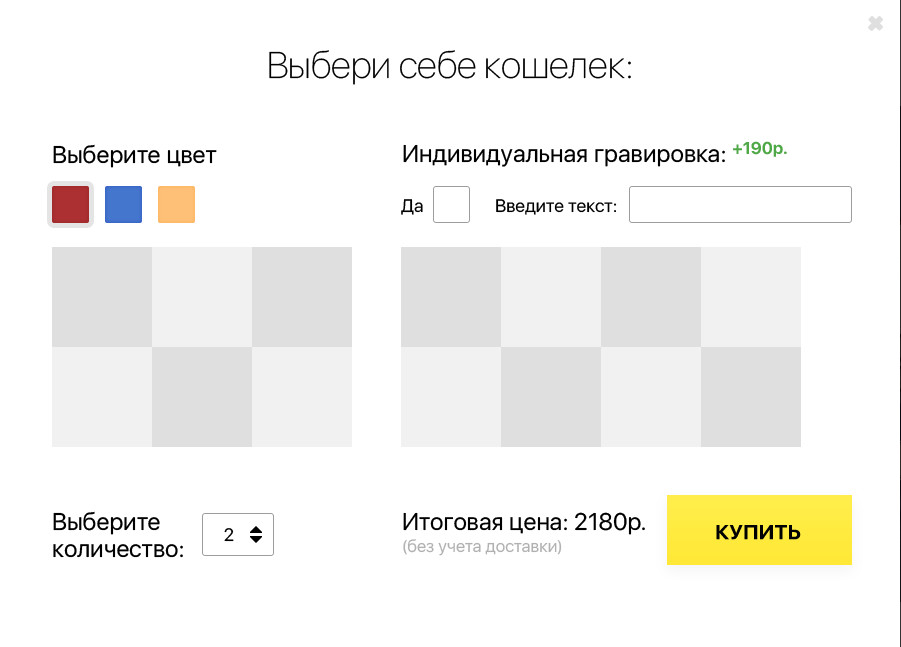 Выбери себе кошелек:
Выберите цвет
Индивидуальная гравировка: +190р.
Да
Введите текст:
Выберите
количество:
2
Итоговая цена: 2180р.
(без учета доставки)
КУПИТЬ